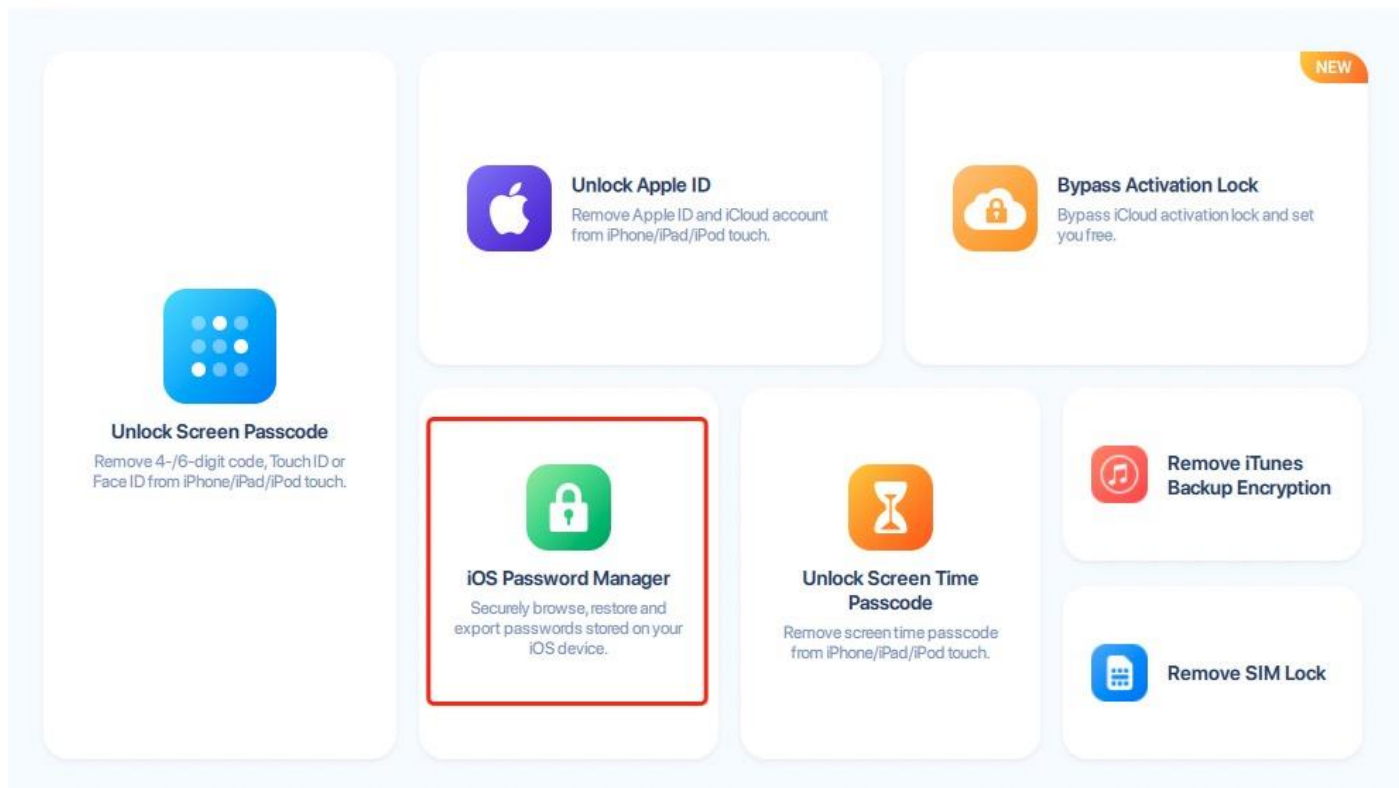 NEW
Unlock Apple ID
Remove Apple ID and iCloud account
from iPhone/iPad/iPod touch.
Bypass Activation Lock
Bypass iCloud activation lock and set
you free.
Unlock Screen Passcode
Remove 4-/6-digit code, Touch ID or
Face ID from iPhone/iPad/iPod touch.
iOS Password Manager
Securely browse, restore and
export passwords stored on your
iOS device.
Unlock Screen Time
Passcode
Remove screen time passcode
from iPhone/iPad/iPod touch.
Remove iTunes
Backup Encryption
Remove SIM Lock